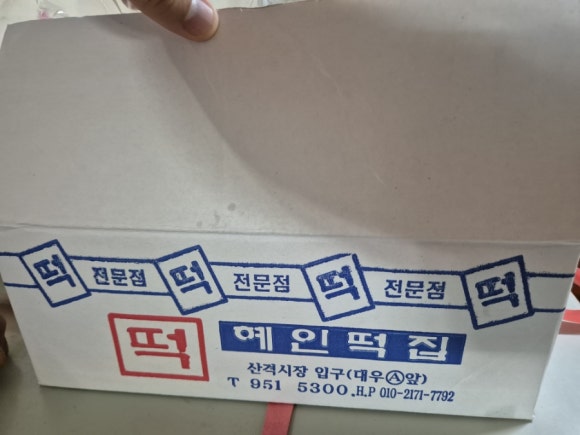 떡 전문점 떡 전문점 떡 전문점 떡
떡 혜인떡집
산격시장 입구(대우Ⓐ앞)
T 951 5300.H.P 010-2171-7792